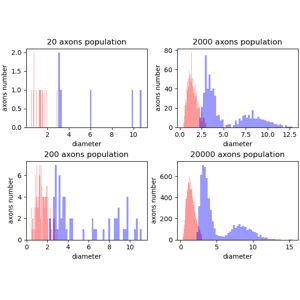 20 axons population
2.0
1.5
1.0
0.5
0.0
axons number
2 4 6 8 10
diameter
2000 axons population
80
60
40
20
0
axons number
0.0 2.5 5.0 7.5 10.0 12.5
diameter
200 axons population
6
4
2
0
axons number
0 2 4 6 8 10
diameter
20000 axons population
600
400
200
0
axons number
0 5 10 15
diameter